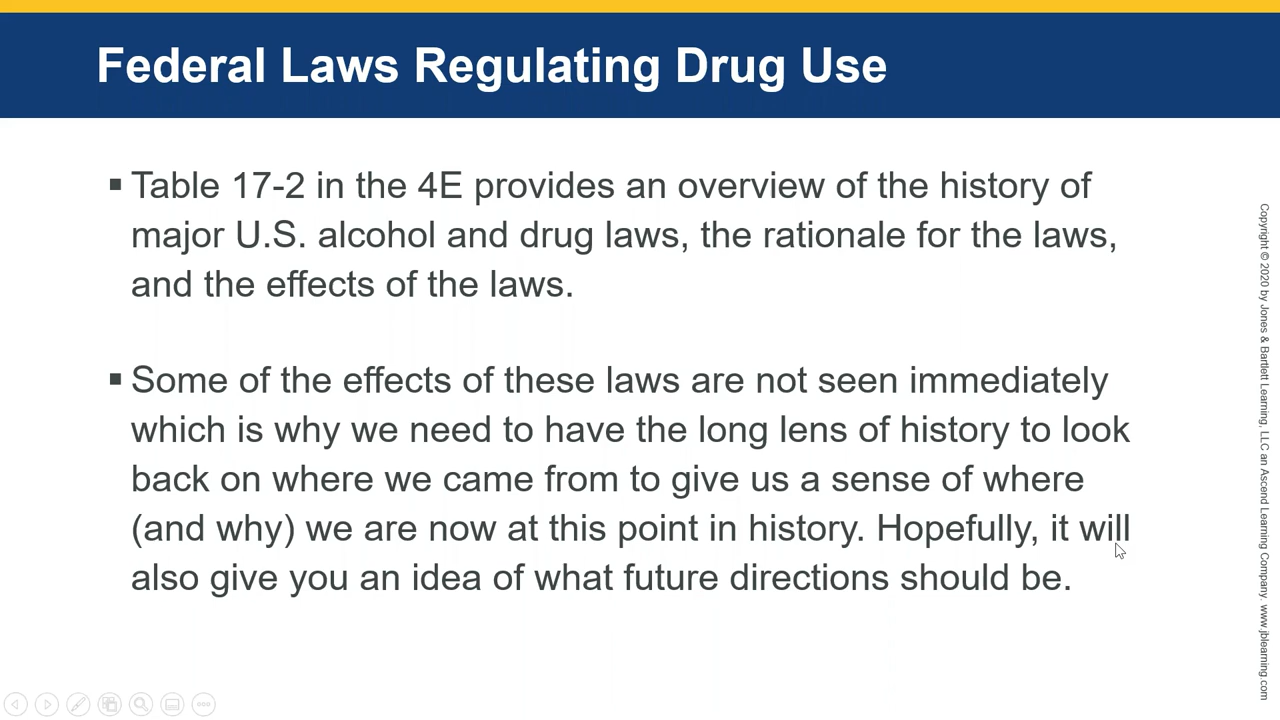 Federal Laws Regulating Drug Use
▪ Table 17-2 in the 4E provides an overview of the history of
major U.S. alcohol and drug laws, the rationale for the laws,
and the effects of the laws.
▪ Some of the effects of these laws are not seen immediately
which is why we need to have the long lens of history to look
back on where we came from to give us a sense of where
(and why) we are now at this point in history. Hopefully, it will
also give you an idea of what future directions should be.
Copyright © 2020 by Jones & Bartlett Learning, LLC an Ascend Learning Company. www.jblearning.com